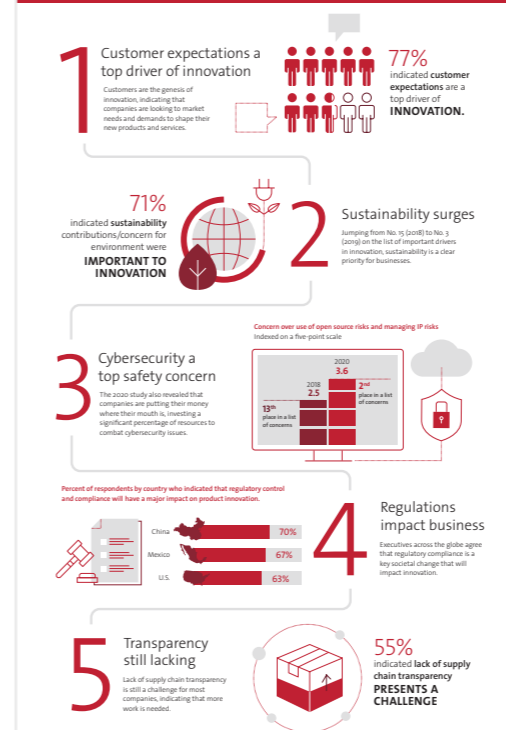 1
Customer expectations a
top driver of innovation
Customers are the genesis of
innovation, indicating that
companies are looking to market
needs and demands to shape their
new products and services.
77%
indicated customer
expectations are a
top driver of
INNOVATION.
71%
indicated sustainability
contributions/concern for
environment were
IMPORTANT TO
INNOVATION
2
Sustainability surges
Jumping from No. 15 (2018) to No. 3
(2019) on the list of important drivers
in innovation, sustainability is a clear
priority for businesses.
3
Cybersecurity a
top safety concern
The 2020 study also revealed that
companies are putting their money
where their mouth is, investing a
significant percentage of resources to
combat cybersecurity issues.
Concern over use of open source risks and managing IP risks
Indexed on a five-point scale
2018
2.5
13th
place in a list
of concerns
2020
3.6
2nd
place in a list
of concerns
Percent of respondents by country who indicated that regulatory control
and compliance will have a major impact on product innovation.
China 70%
Mexico 67%
U.S. 63%
4
Regulations
impact business
Executives across the globe agree
that regulatory compliance is a
key societal change that will
impact innovation.
5
Transparency
still lacking
Lack of supply chain transparency
is still a challenge for most
companies, indicating that more
work is needed.
55%
indicated lack of supply
chain transparency
PRESENTS A
CHALLENGE